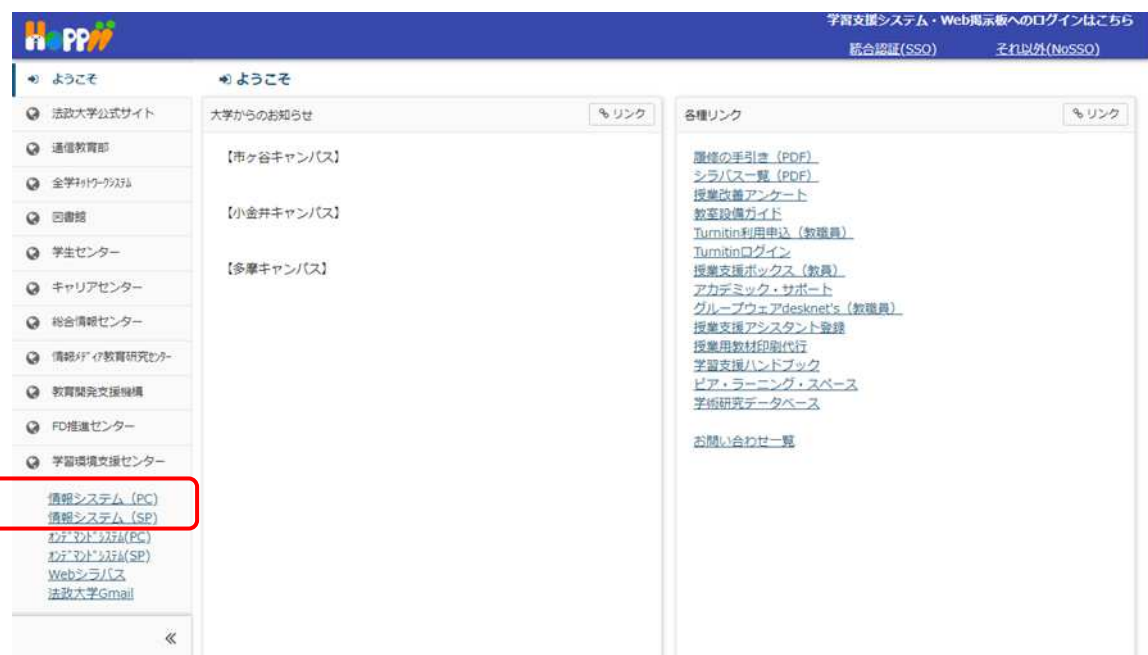 Hoppii
学習支援システム・Web掲示板へのログインはこちら
統合認証(SSO)
それ以外(NoSSO)
ようこそ
法政大学公式サイト
通信教育部
全学ﾈｯﾄﾜｰｸｼｽﾃﾑ
図書館
学生センター
キャリアセンター
総合情報センター
情報ﾒﾃﾞｨｱ教育研究ｾﾝﾀｰ
教育開発支援機構
FD推進センター
学習環境支援センター
情報システム（PC）
情報システム（SP）
ｵﾝﾃﾞﾏﾝﾄﾞｼｽﾃﾑ(PC)
ｵﾝﾃﾞﾏﾝﾄﾞｼｽﾃﾑ(SP)
Webシラバス
法政大学Gmail
«
ようこそ
大学からのお知らせ
リンク
【市ヶ谷キャンパス】
【小金井キャンパス】
【多摩キャンパス】
各種リンク
リンク
履修の手引き（PDF）
シラバス一覧（PDF）
授業改善アンケート
教室設備ガイド
Turnitin利用申込（教職員）
Turnitinログイン
授業支援ボックス（教員）
アカデミック・サポート
グループウェアdesknet's（教職員）
授業支援アシスタント登録
授業用教材印刷代行
学習支援ハンドブック
ピア・ラーニング・スペース
学術研究データベース
お問い合わせ一覧